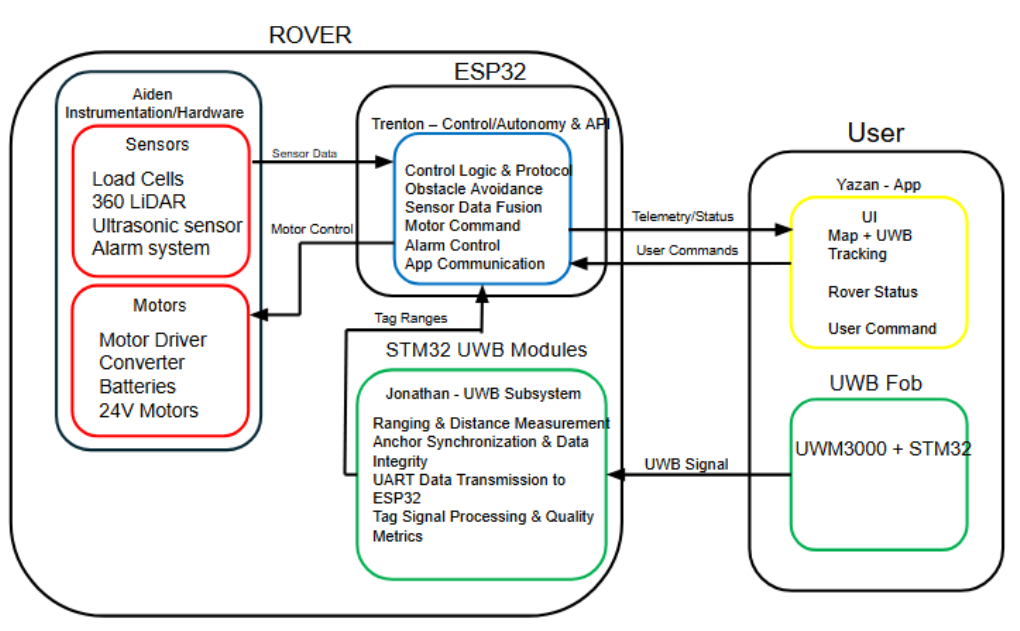 ROVER
Aiden
Instrumentation/Hardware
Sensors
Load Cells
360 LiDAR
Ultrasonic sensor
Alarm system
Motors
Motor Driver
Converter
Batteries
24V Motors
Sensor Data
Motor Control
ESP32
Trenton – Control/Autonomy & API
Control Logic & Protocol
Obstacle Avoidance
Sensor Data Fusion
Motor Command
Alarm Control
App Communication
Tag Ranges
STM32 UWB Modules
Jonathan - UWB Subsystem
Ranging & Distance Measurement
Anchor Synchronization & Data
Integrity
UART Data Transmission to
ESP32
Tag Signal Processing & Quality
Metrics
Telemetry/Status
User Commands
UWB Signal
User
Yazan - App
UI
Map + UWB
Tracking
Rover Status
User Command
UWB Fob
UWM3000 + STM32